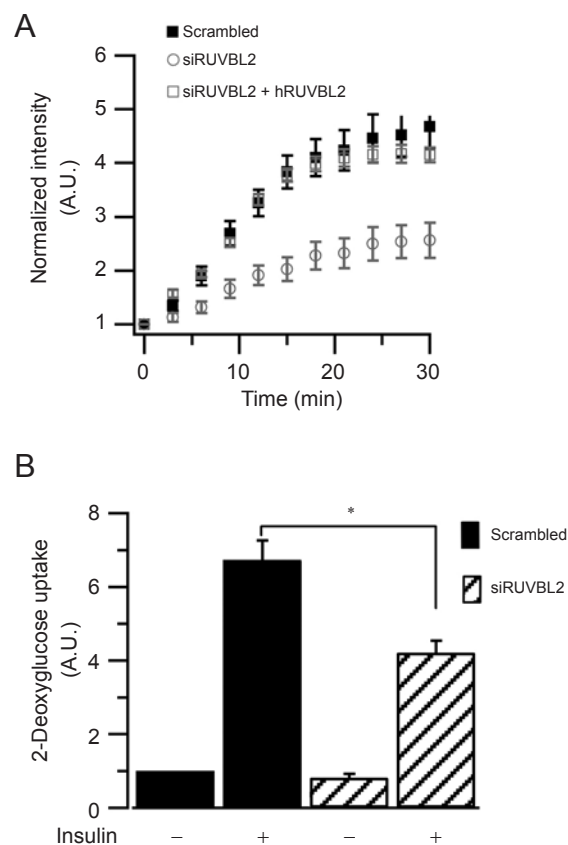 A
Scrambled
siRUVBL2
siRUVBL2 + hRUVBL2
Normalized intensity
(A.U.)
6
5
4
3
2
1
0
10
20
30
Time (min)
B
2-Deoxyglucose uptake
(A.U.)
8
6
4
2
0
*
Scrambled
siRUVBL2
Insulin − + − +